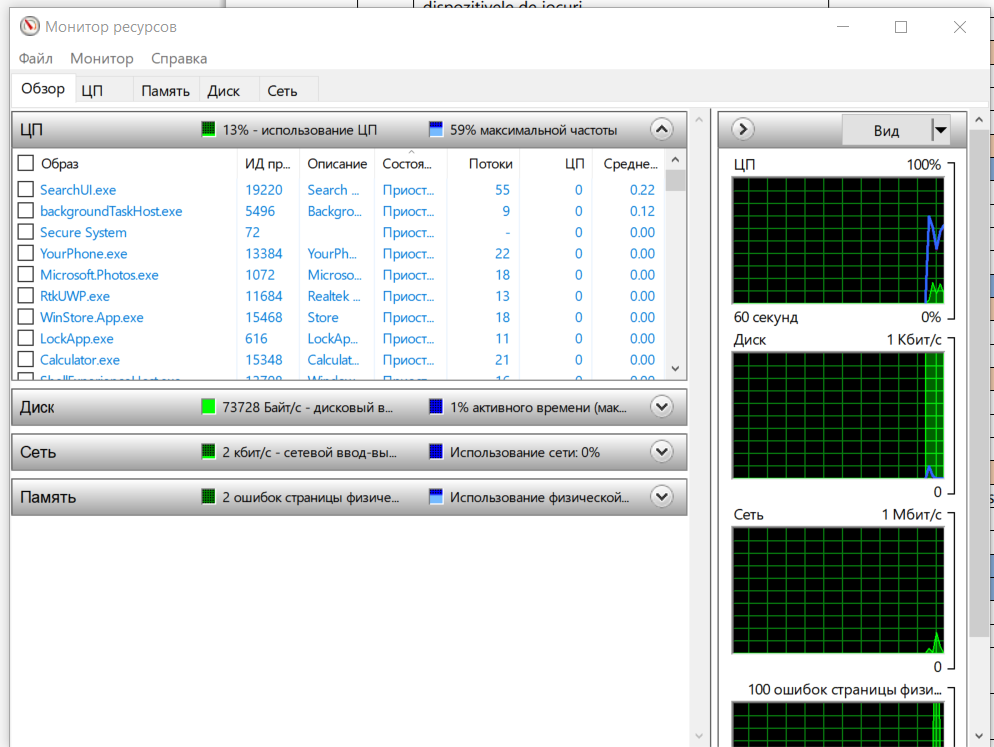 dispozitivele de jocuri
Монитор ресурсов
Файл Монитор Справка
Обзор ЦП Память Диск Сеть
ЦП 13% - использование ЦП 59% максимальной частоты
Образ ИД пр... Описание Состоя... Потоки ЦП Средне...
SearchUI.exe 19220 Search ... Приост... 55 0 0.22
backgroundTaskHost.exe 5496 Backgro... Приост... 9 0 0.12
Secure System 72 Приост... - 0 0.00
YourPhone.exe 13384 YourPh... Приост... 22 0 0.00
Microsoft.Photos.exe 1072 Microso... Приост... 18 0 0.00
RtkUWP.exe 11684 Realtek ... Приост... 13 0 0.00
WinStore.App.exe 15468 Store Приост... 18 0 0.00
LockApp.exe 616 LockAp... Приост... 11 0 0.00
Calculator.exe 15348 Calculat... Приост... 21 0 0.00
Диск 73728 Байт/с - дисковый в... 1% активного времени (мак...
Сеть 2 кбит/с - сетевой ввод-вы... Использование сети: 0%
Память 2 ошибок страницы физиче... Использование физической...
Вид
ЦП 100%
60 секунд 0%
Диск 1 Кбит/с
0
Сеть 1 Мбит/с
0
100 ошибок страницы физи...